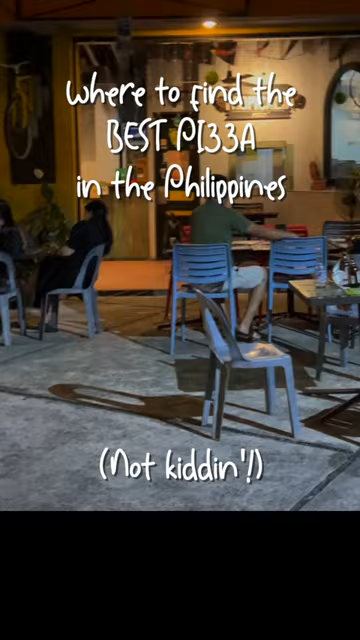 where to find the
BEST PI33A
in the Philippines
(Not kiddin'!)